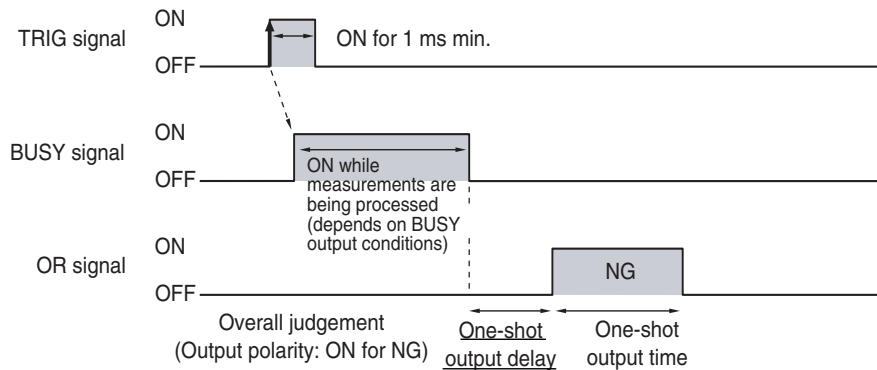 ON
TRIG signal
ON for 1 ms min.
OFF
ON
BUSY signal
ON while
measurements are
being processed
(depends on BUSY
output conditions)
OFF
ON
OR signal
NG
OFF
Overall judgement
(Output polarity: ON for NG)
One-shot
output delay
One-shot
output time